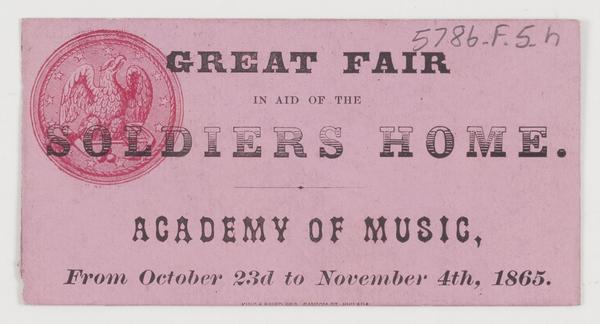 5786.F.5.h
GREAT FAIR
IN AID OF THE
SOLDIERS HOME.
ACADEMY OF MUSIC,
From October 23d to November 4th, 1865.